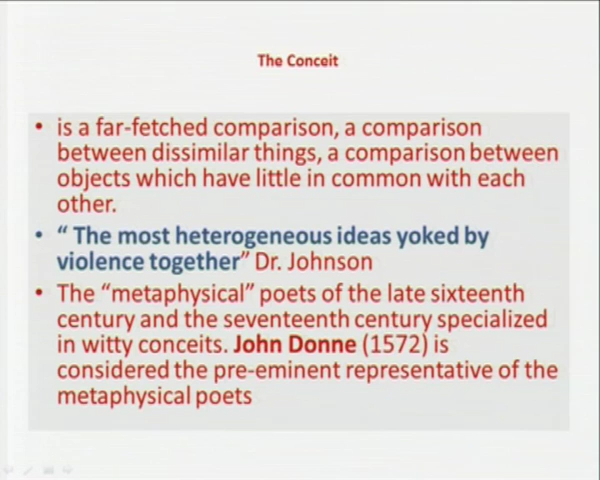 The Conceit
• is a far-fetched comparison, a comparison
between dissimilar things, a comparison between
objects which have little in common with each
other.
• “ The most heterogeneous ideas yoked by
violence together” Dr. Johnson
• The “metaphysical” poets of the late sixteenth
century and the seventeenth century specialized
in witty conceits. John Donne (1572) is
considered the pre-eminent representative of the
metaphysical poets